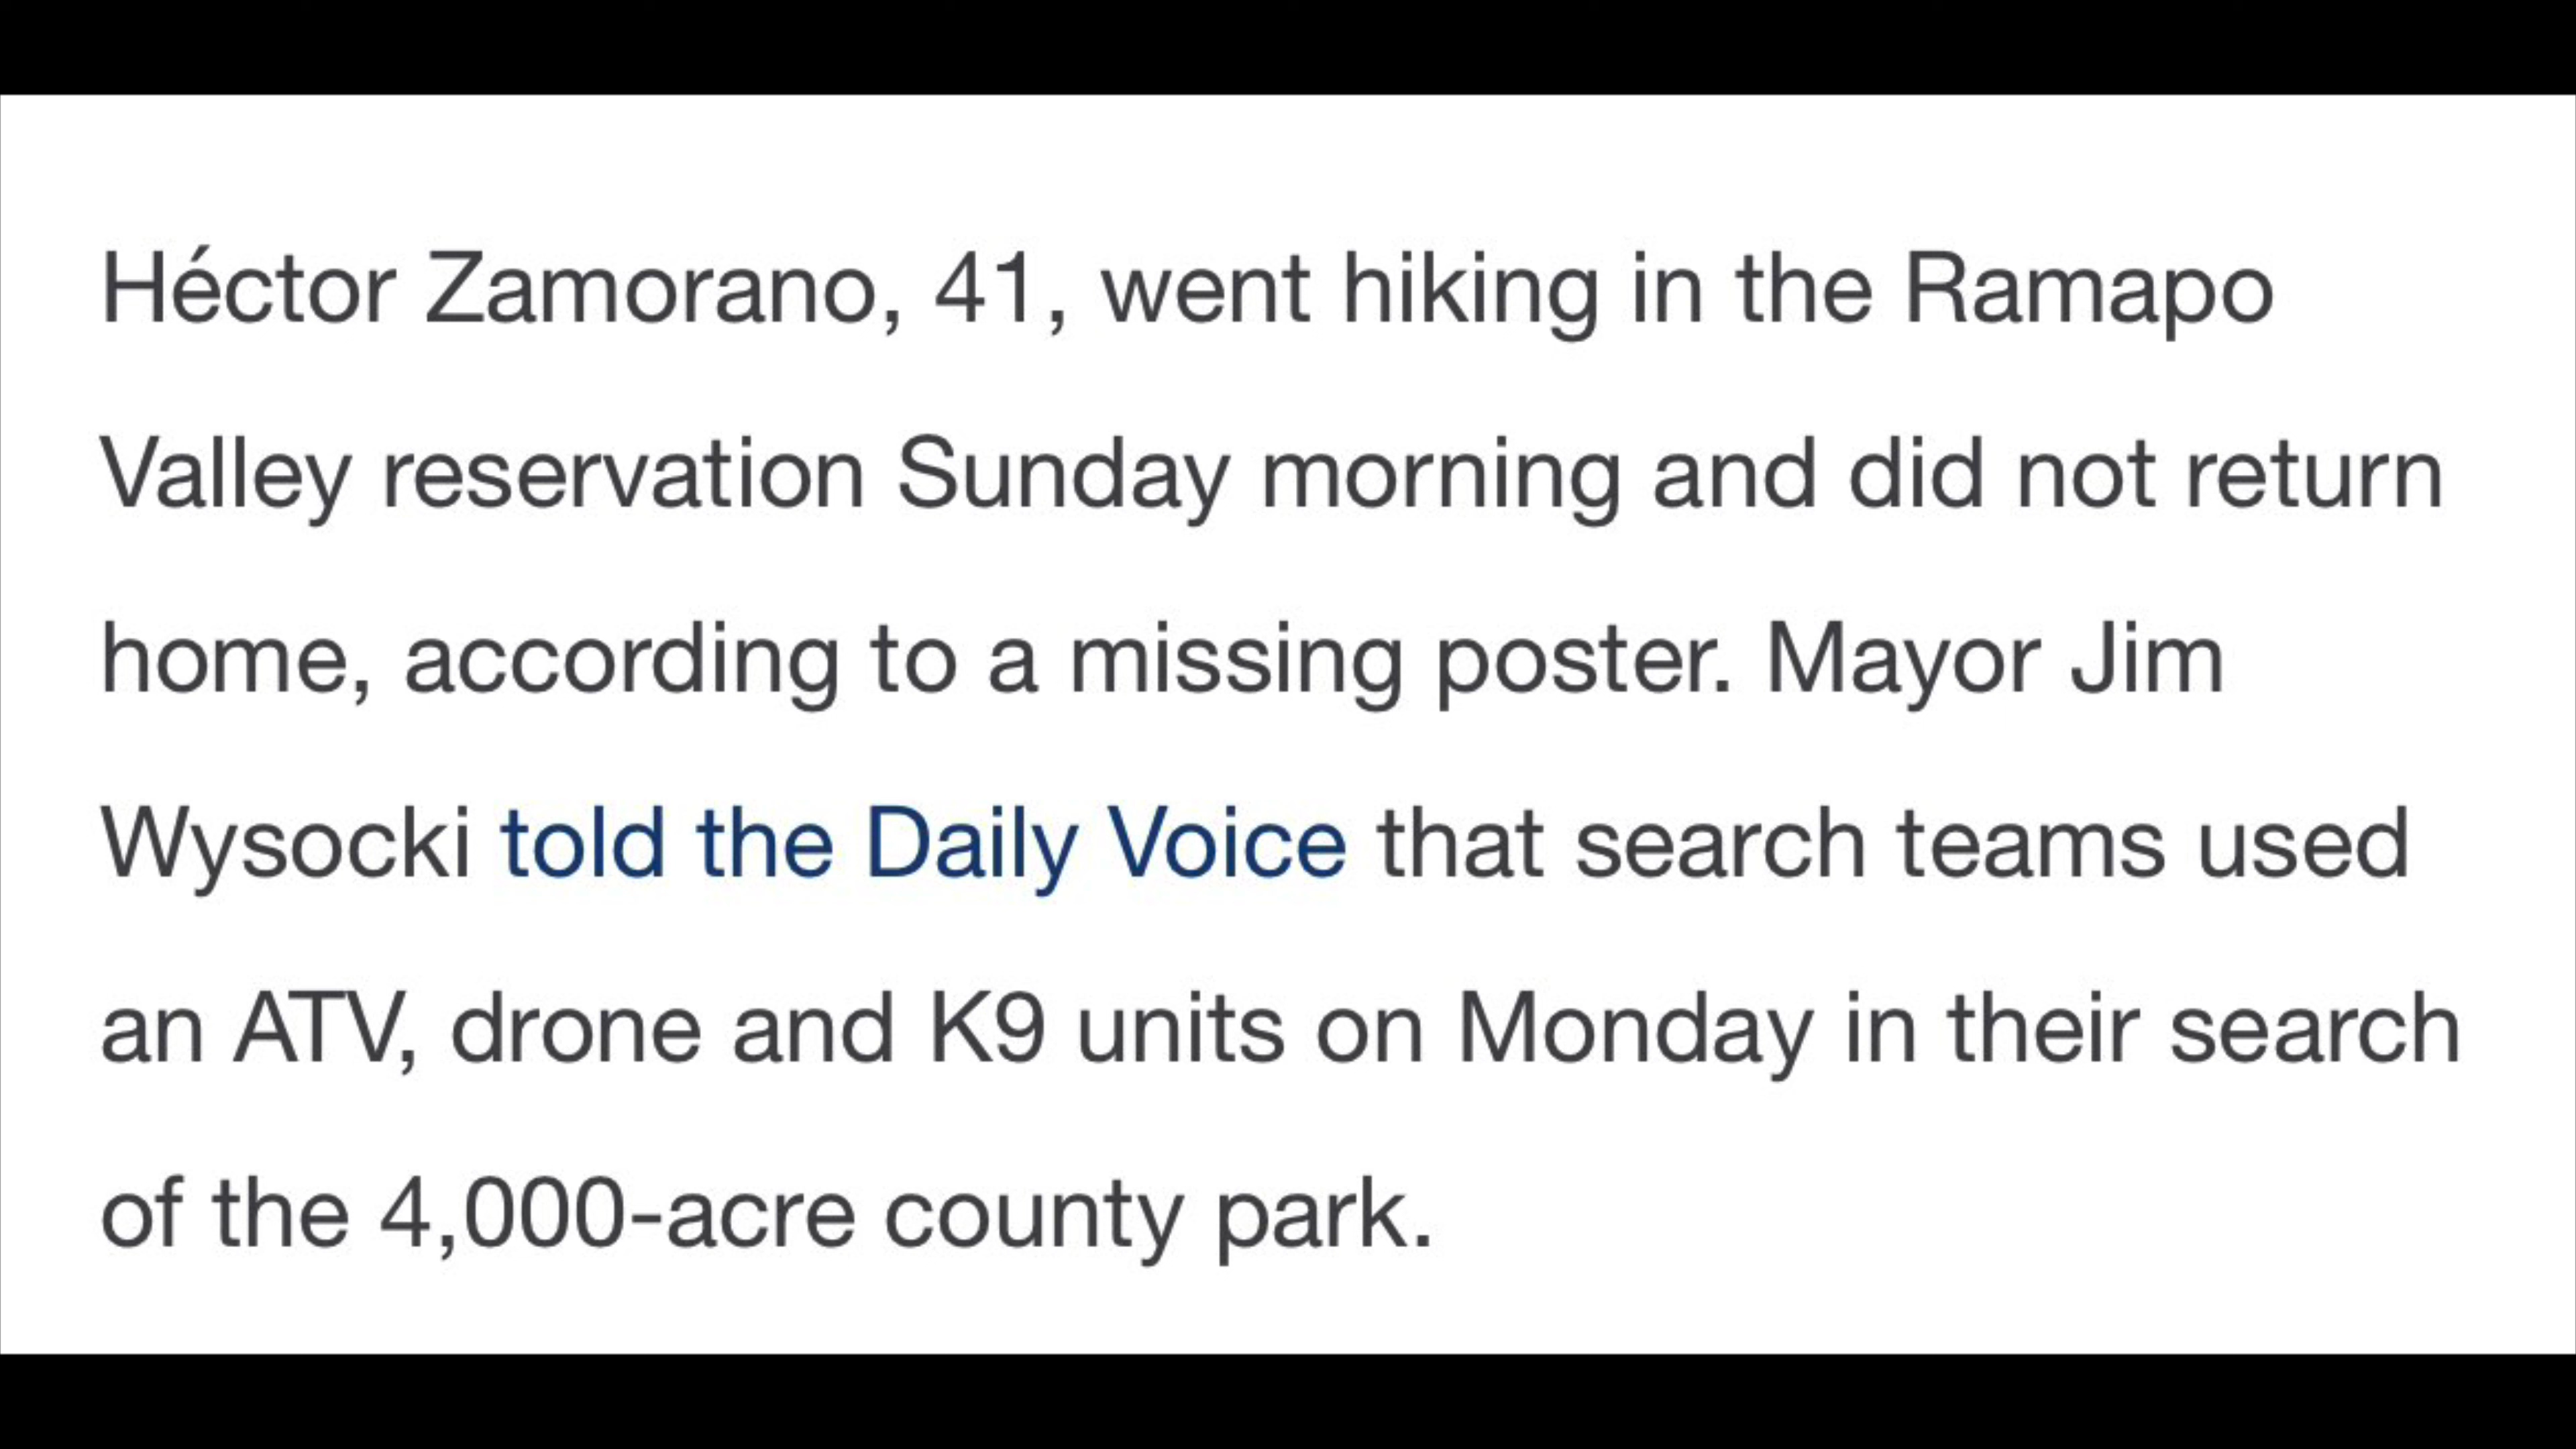 Héctor Zamorano, 41, went hiking in the Ramapo
Valley reservation Sunday morning and did not return
home, according to a missing poster. Mayor Jim
Wysocki told the Daily Voice that search teams used
an ATV, drone and K9 units on Monday in their search
of the 4,000-acre county park.